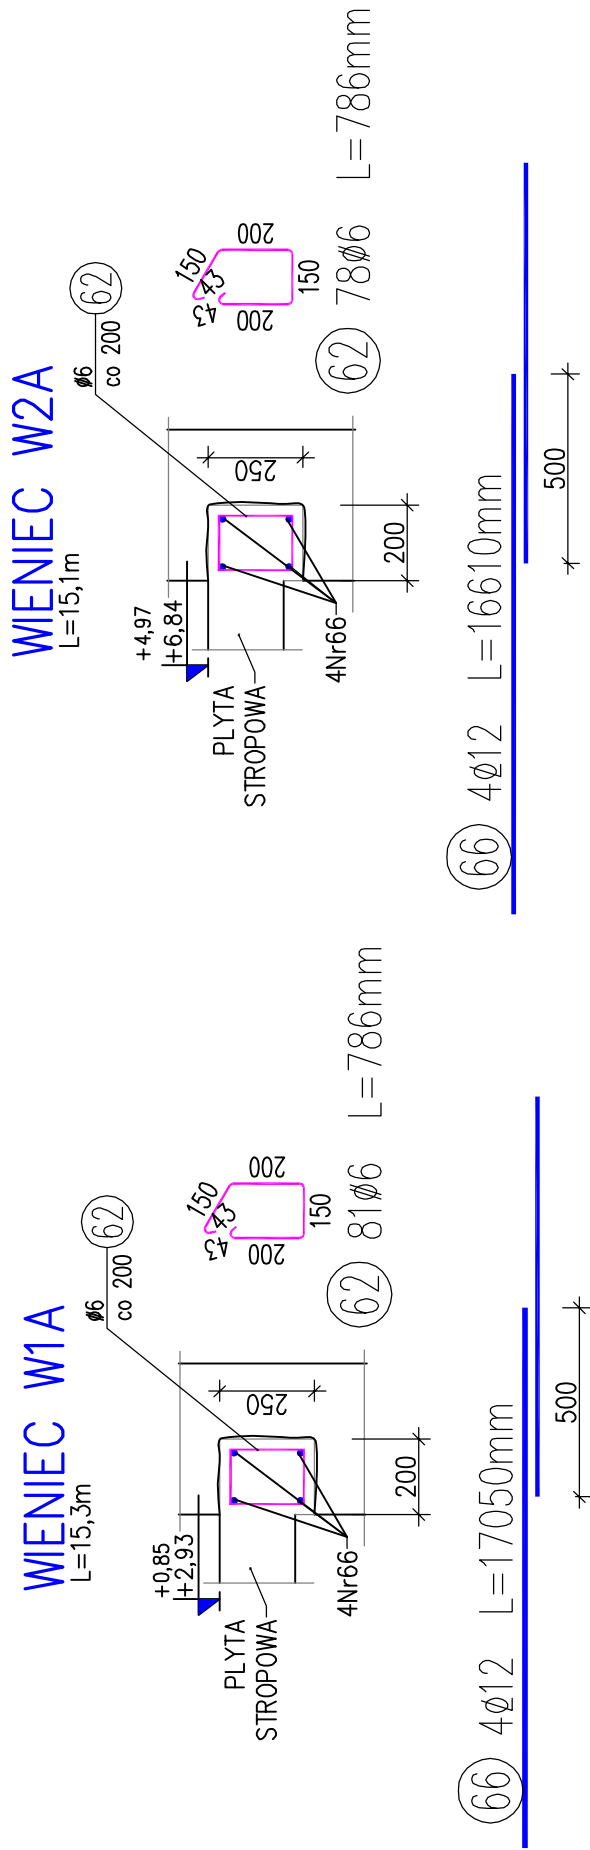 WIENIEC W1A
L=15,3m
ø6
co 200
62
+0,85
+2,93
PLYTA
STROPOWA
4Nr66
250
200
150
43
43
200
200
150
62 81ø6 L=786mm
66 4ø12 L=17050mm
500
WIENIEC W2A
L=15,1m
ø6
co 200
62
+4,97
+6,84
PLYTA
STROPOWA
4Nr66
250
200
150
43
43
200
200
150
62 78ø6 L=786mm
66 4ø12 L=16610mm
500